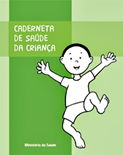 CADERNETA
DE SAÚDE
DA CRIANÇA
Ministério da Saúde